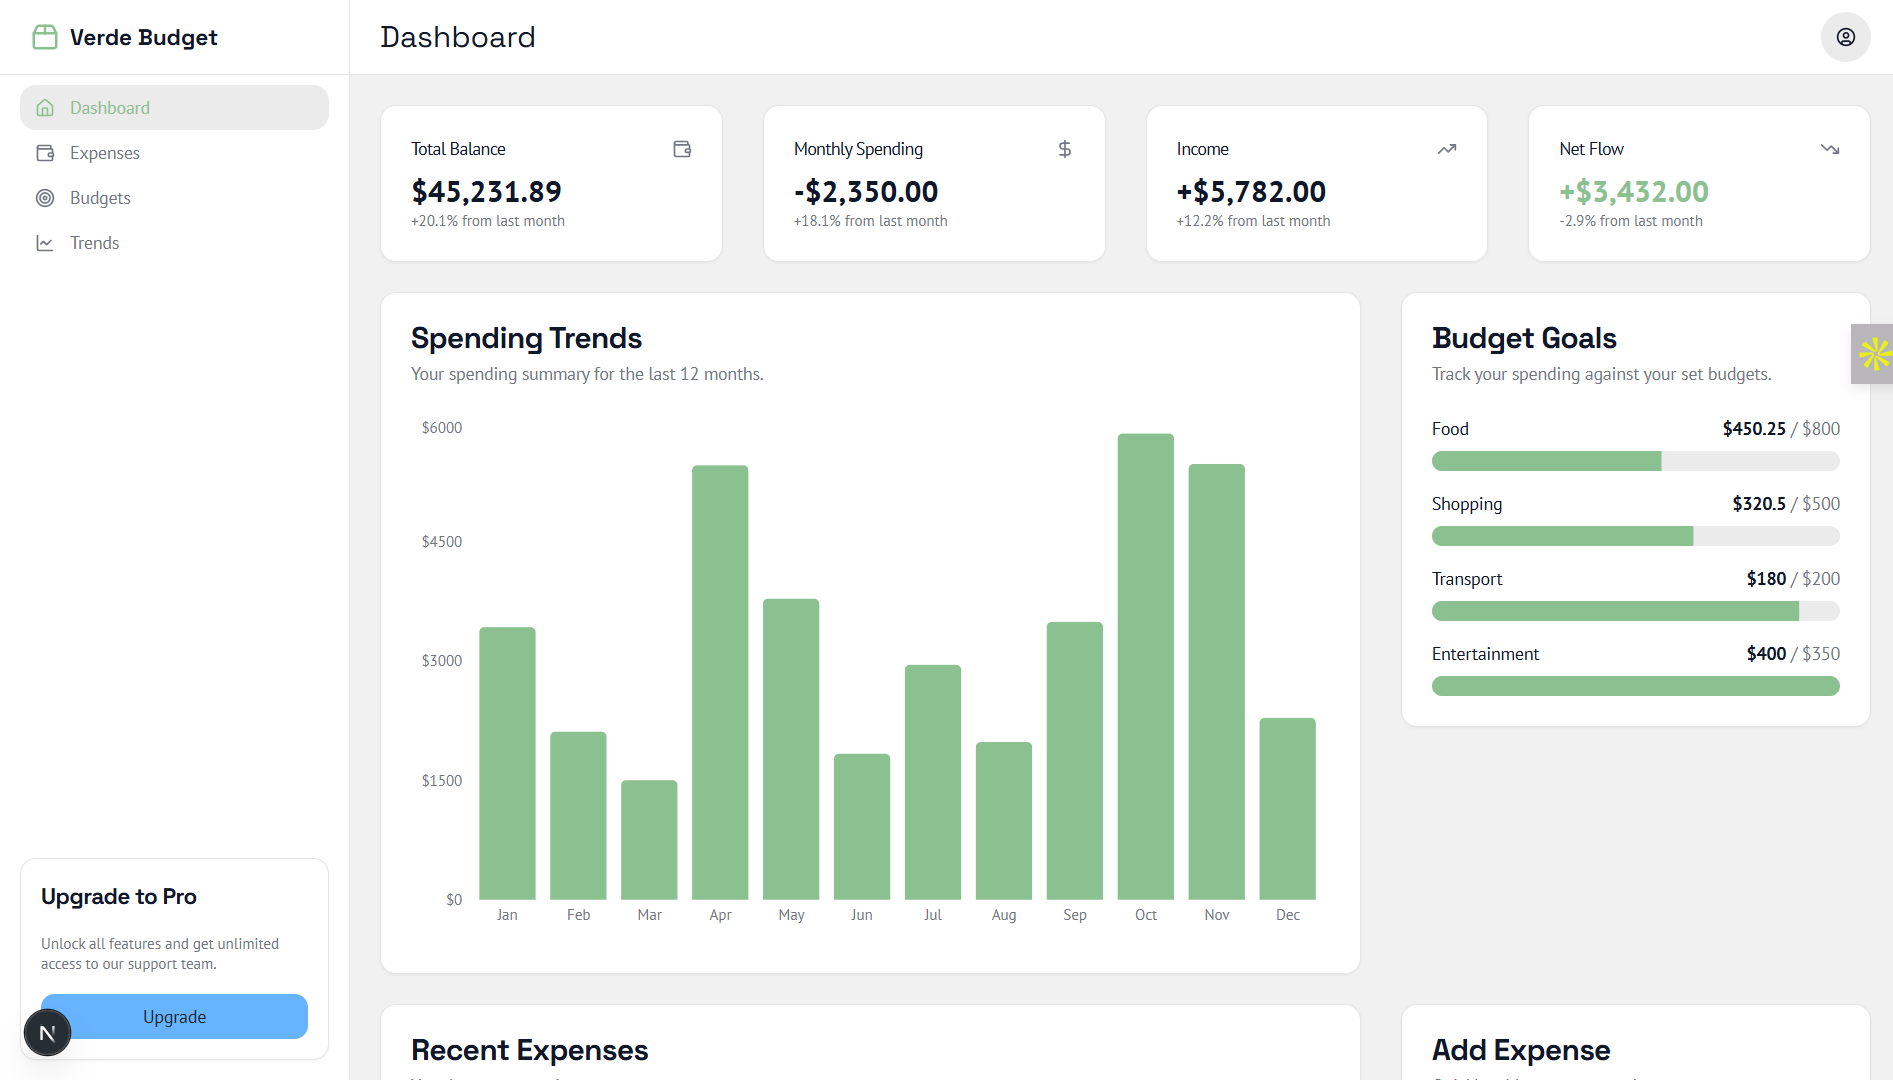 Verde Budget
Dashboard
Dashboard
Expenses
Budgets
Trends
Total Balance
$45,231.89
+20.1% from last month
Monthly Spending
-$2,350.00
+18.1% from last month
Income
+$5,782.00
+12.2% from last month
Net Flow
+$3,432.00
-2.9% from last month
Spending Trends
Your spending summary for the last 12 months.
$6000
$4500
$3000
$1500
$0
Jan Feb Mar Apr May Jun Jul Aug Sep Oct Nov Dec
Budget Goals
Track your spending against your set budgets.
Food $450.25 / $800
Shopping $320.5 / $500
Transport $180 / $200
Entertainment $400 / $350
Upgrade to Pro
Unlock all features and get unlimited
access to our support team.
Upgrade
N
Recent Expenses
Add Expense